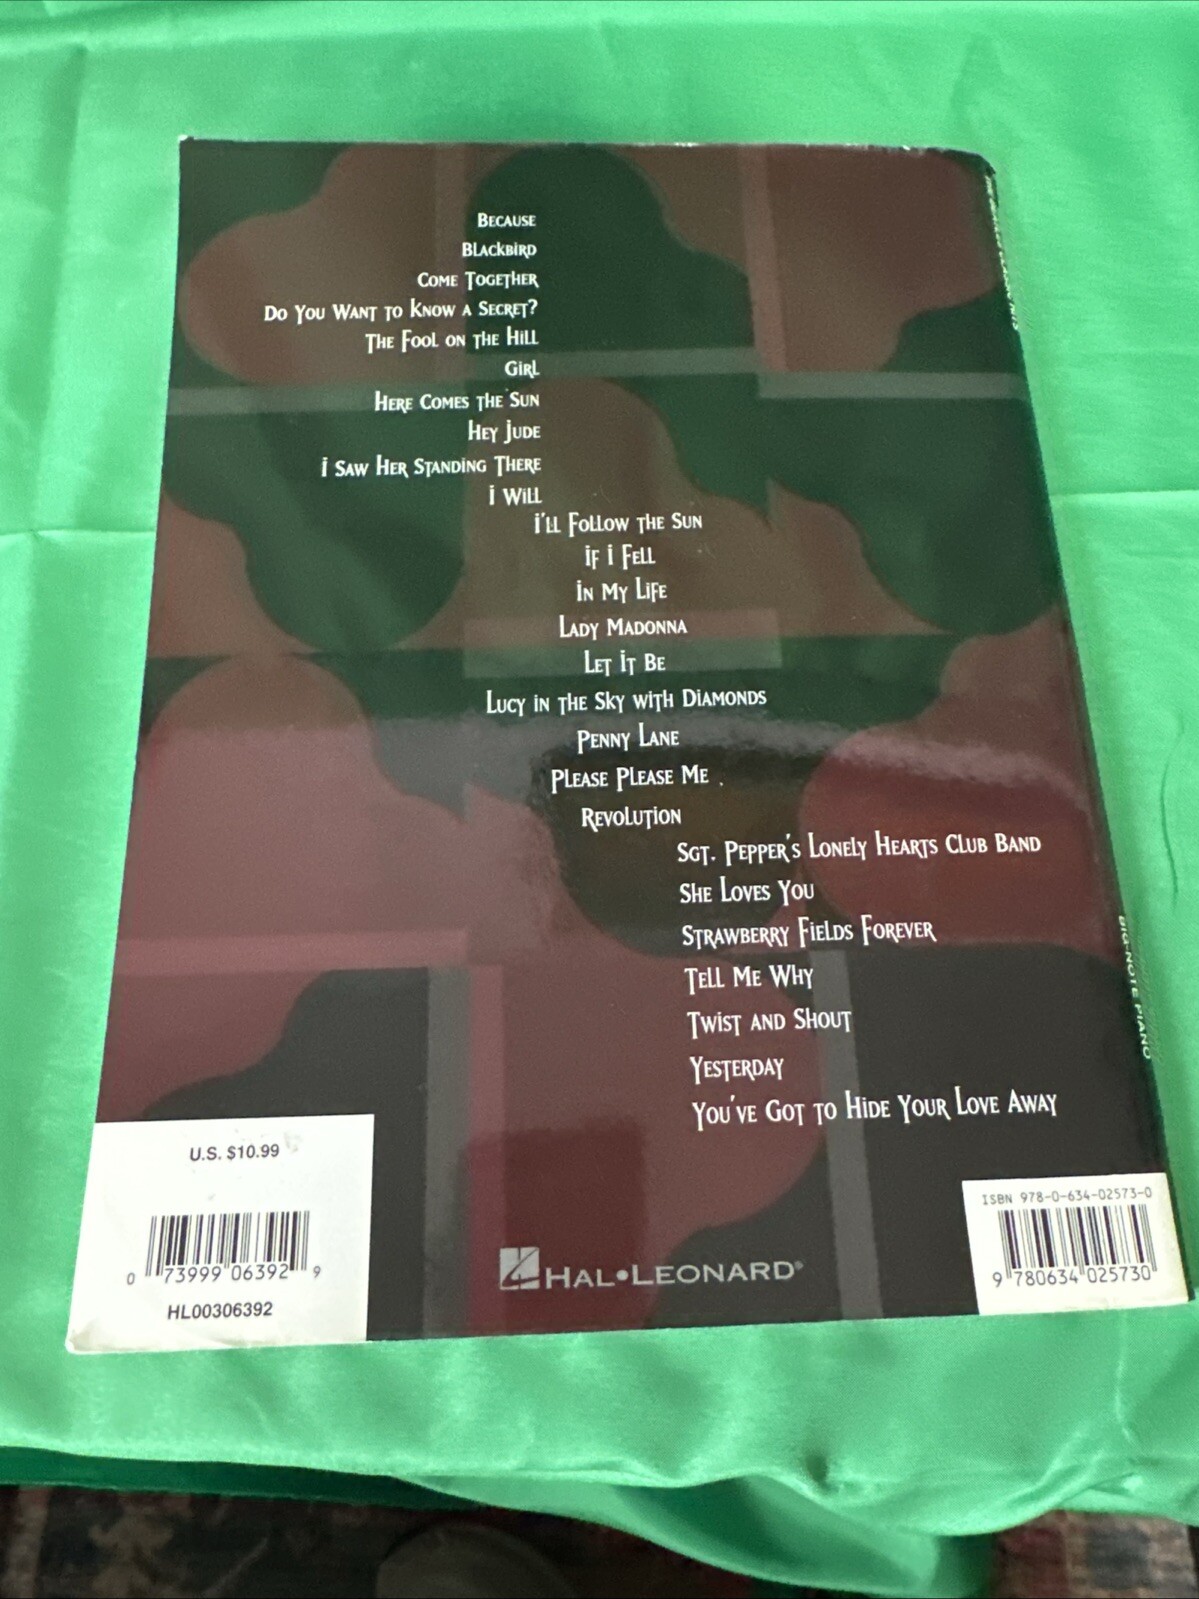 Because
Blackbird
Come Together
Do You Want to Know a Secret?
The Fool on the Hill
Girl
Here Comes the Sun
Hey Jude
I Saw Her Standing There
I Will
I'll Follow the Sun
If I Fell
In My Life
Lady Madonna
Let It Be
Lucy in the Sky with Diamonds
Penny Lane
Please Please Me
Revolution
Sgt. Pepper's Lonely Hearts Club Band
She Loves You
Strawberry Fields Forever
Tell Me Why
Twist and Shout
Yesterday
You've Got to Hide Your Love Away
BIG-NOTE PIANO
U.S. $10.99
0 73999 06392 9
HL00306392
HAL•LEONARD®
ISBN 978-0-634-02573-0
9 780634 025730